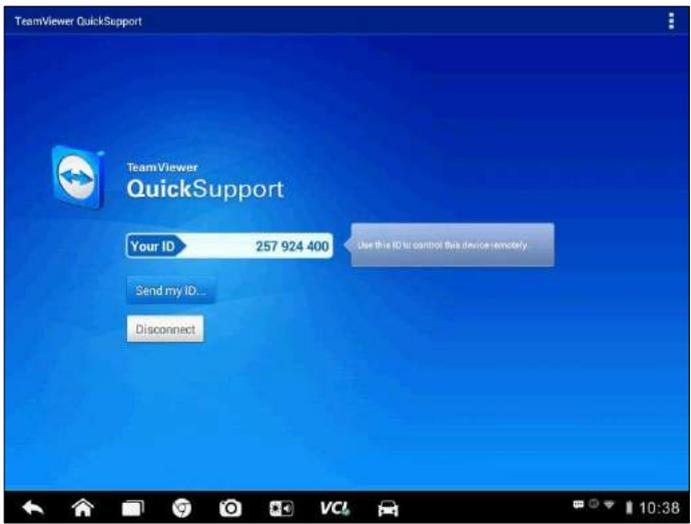 TeamViewer QuickSupport
TeamViewer
QuickSupport
Your ID
257 924 400
Use this ID to control this device remotely.
Send my ID...
Disconnect
VCI
10:38